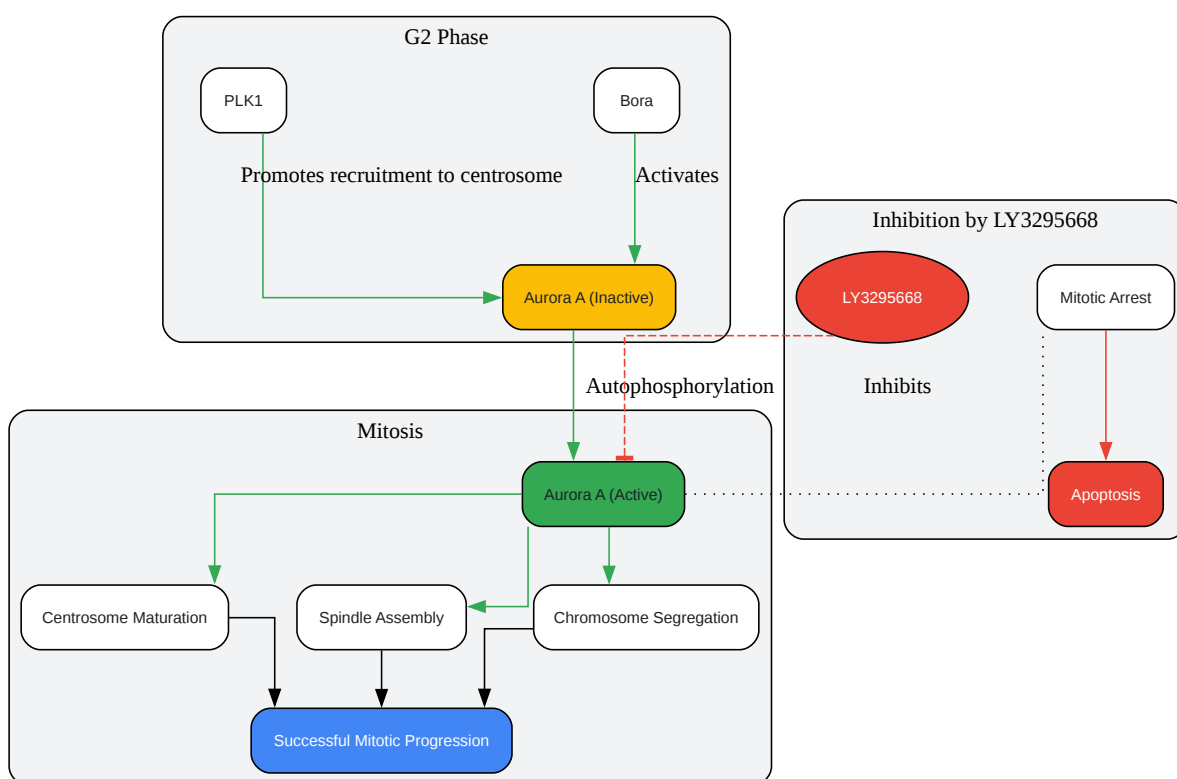 G2 Phase
PLK1
Bora
Promotes recruitment to centrosome
Activates
Aurora A (Inactive)
Inhibition by LY3295668
LY3295668
Mitotic Arrest
Autophosphorylation
Inhibits
Mitosis
Aurora A (Active)
Apoptosis
Centrosome Maturation
Spindle Assembly
Chromosome Segregation
Successful Mitotic Progression